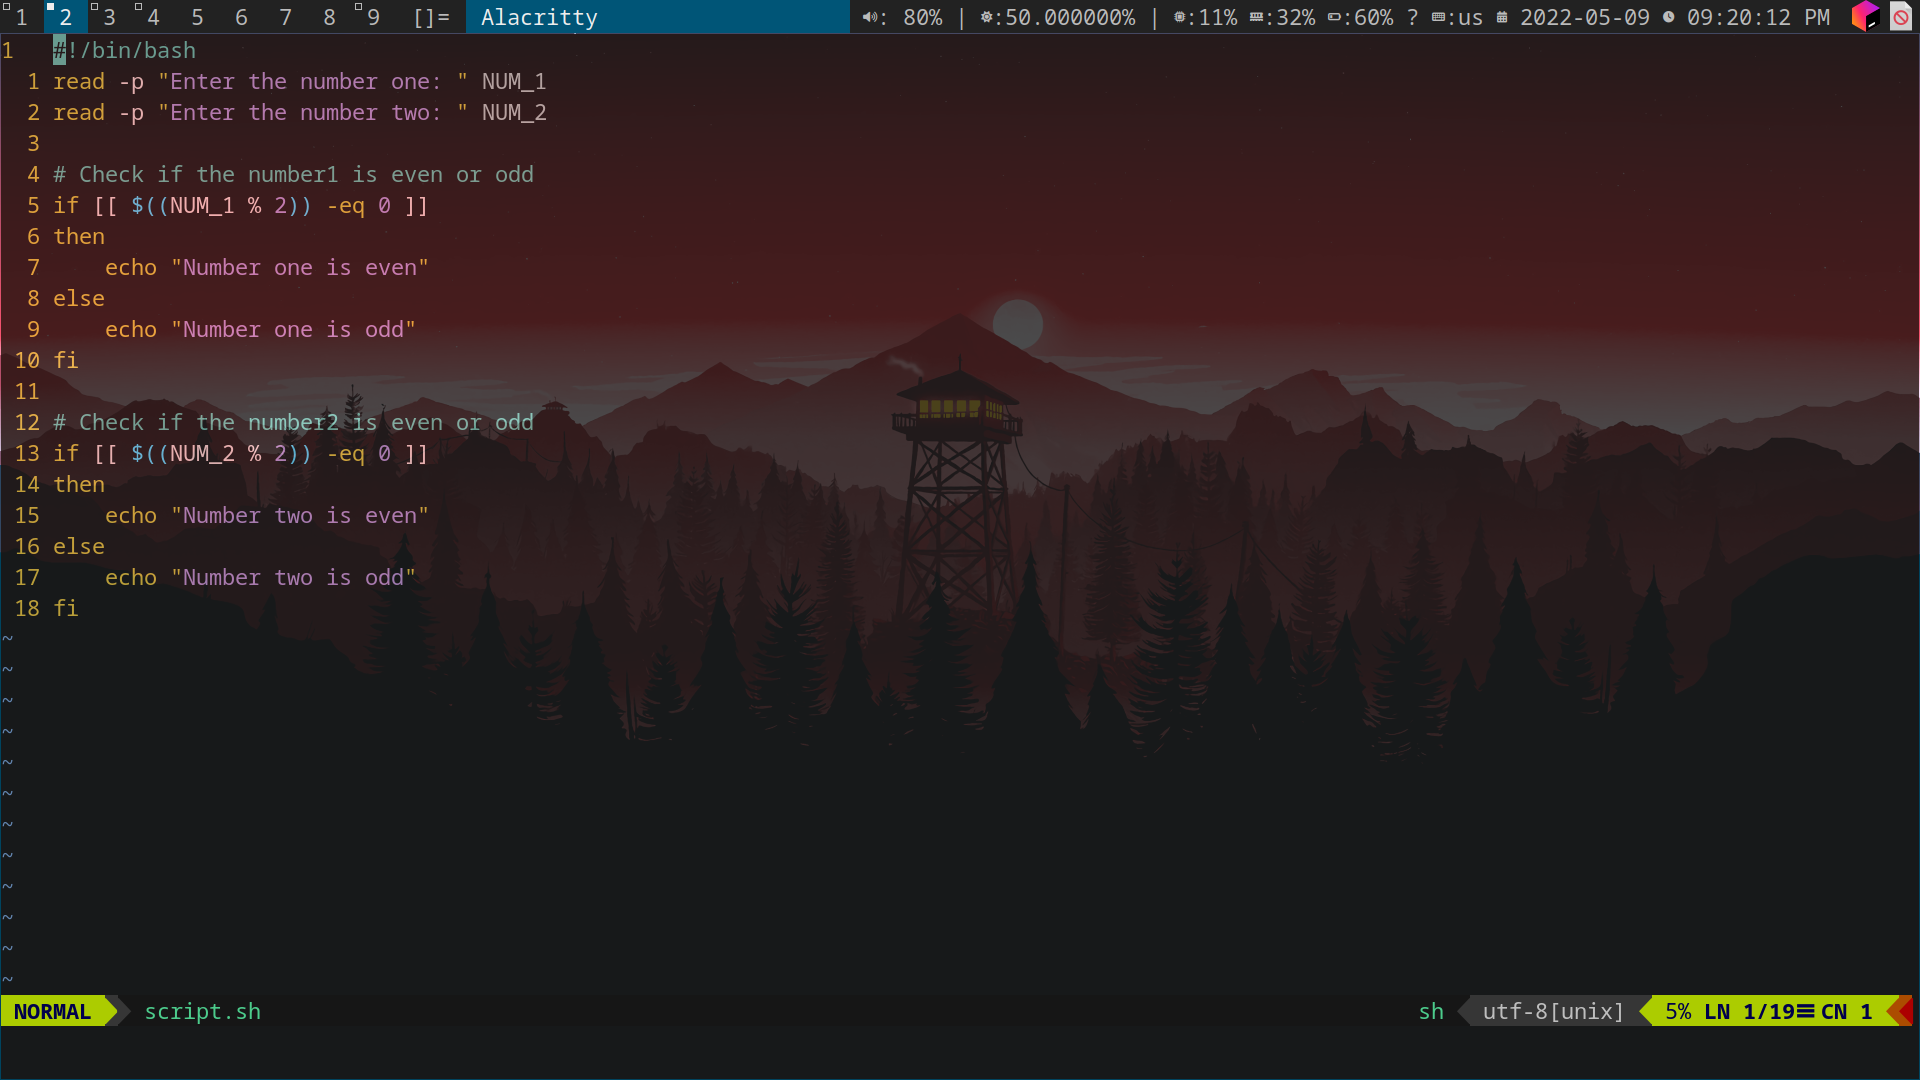 1 2 3 4 5 6 7 8 9 []= Alacritty : 80% | :50.000000% | :11% :32% :60% ? :us 2022-05-09 09:20:12 PM
1 #!/bin/bash
1 read -p "Enter the number one: " NUM_1
2 read -p "Enter the number two: " NUM_2
3
4 # Check if the number1 is even or odd
5 if [[ $((NUM_1 % 2)) -eq 0 ]]
6 then
7     echo "Number one is even"
8 else
9     echo "Number one is odd"
10 fi
11
12 # Check if the number2 is even or odd
13 if [[ $((NUM_2 % 2)) -eq 0 ]]
14 then
15     echo "Number two is even"
16 else
17     echo "Number two is odd"
18 fi
~
~
~
~
~
~
~
~
~
~
~
~
NORMAL script.sh sh utf-8[unix] 5% LN 1/19≡ CN 1